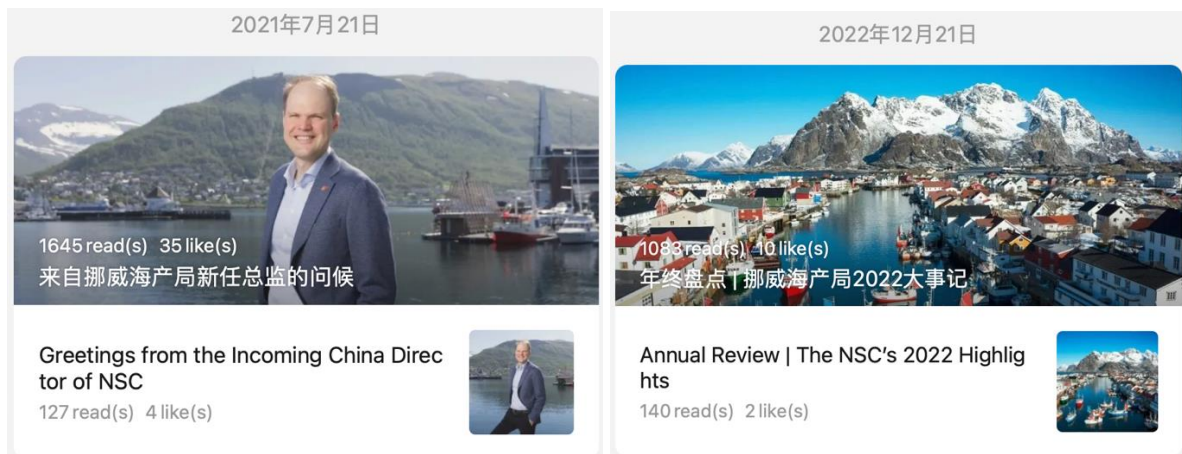 2021年7月21日
1645 read(s) 35 like(s)
来自挪威海产局新任总监的问候
Greetings from the Incoming China Direc
tor of NSC
127 read(s) 4 like(s)
2022年12月21日
1083 read(s) 10 like(s)
年终盘点 | 挪威海产局2022大事记
Annual Review | The NSC's 2022 Highlig
hts
140 read(s) 2 like(s)